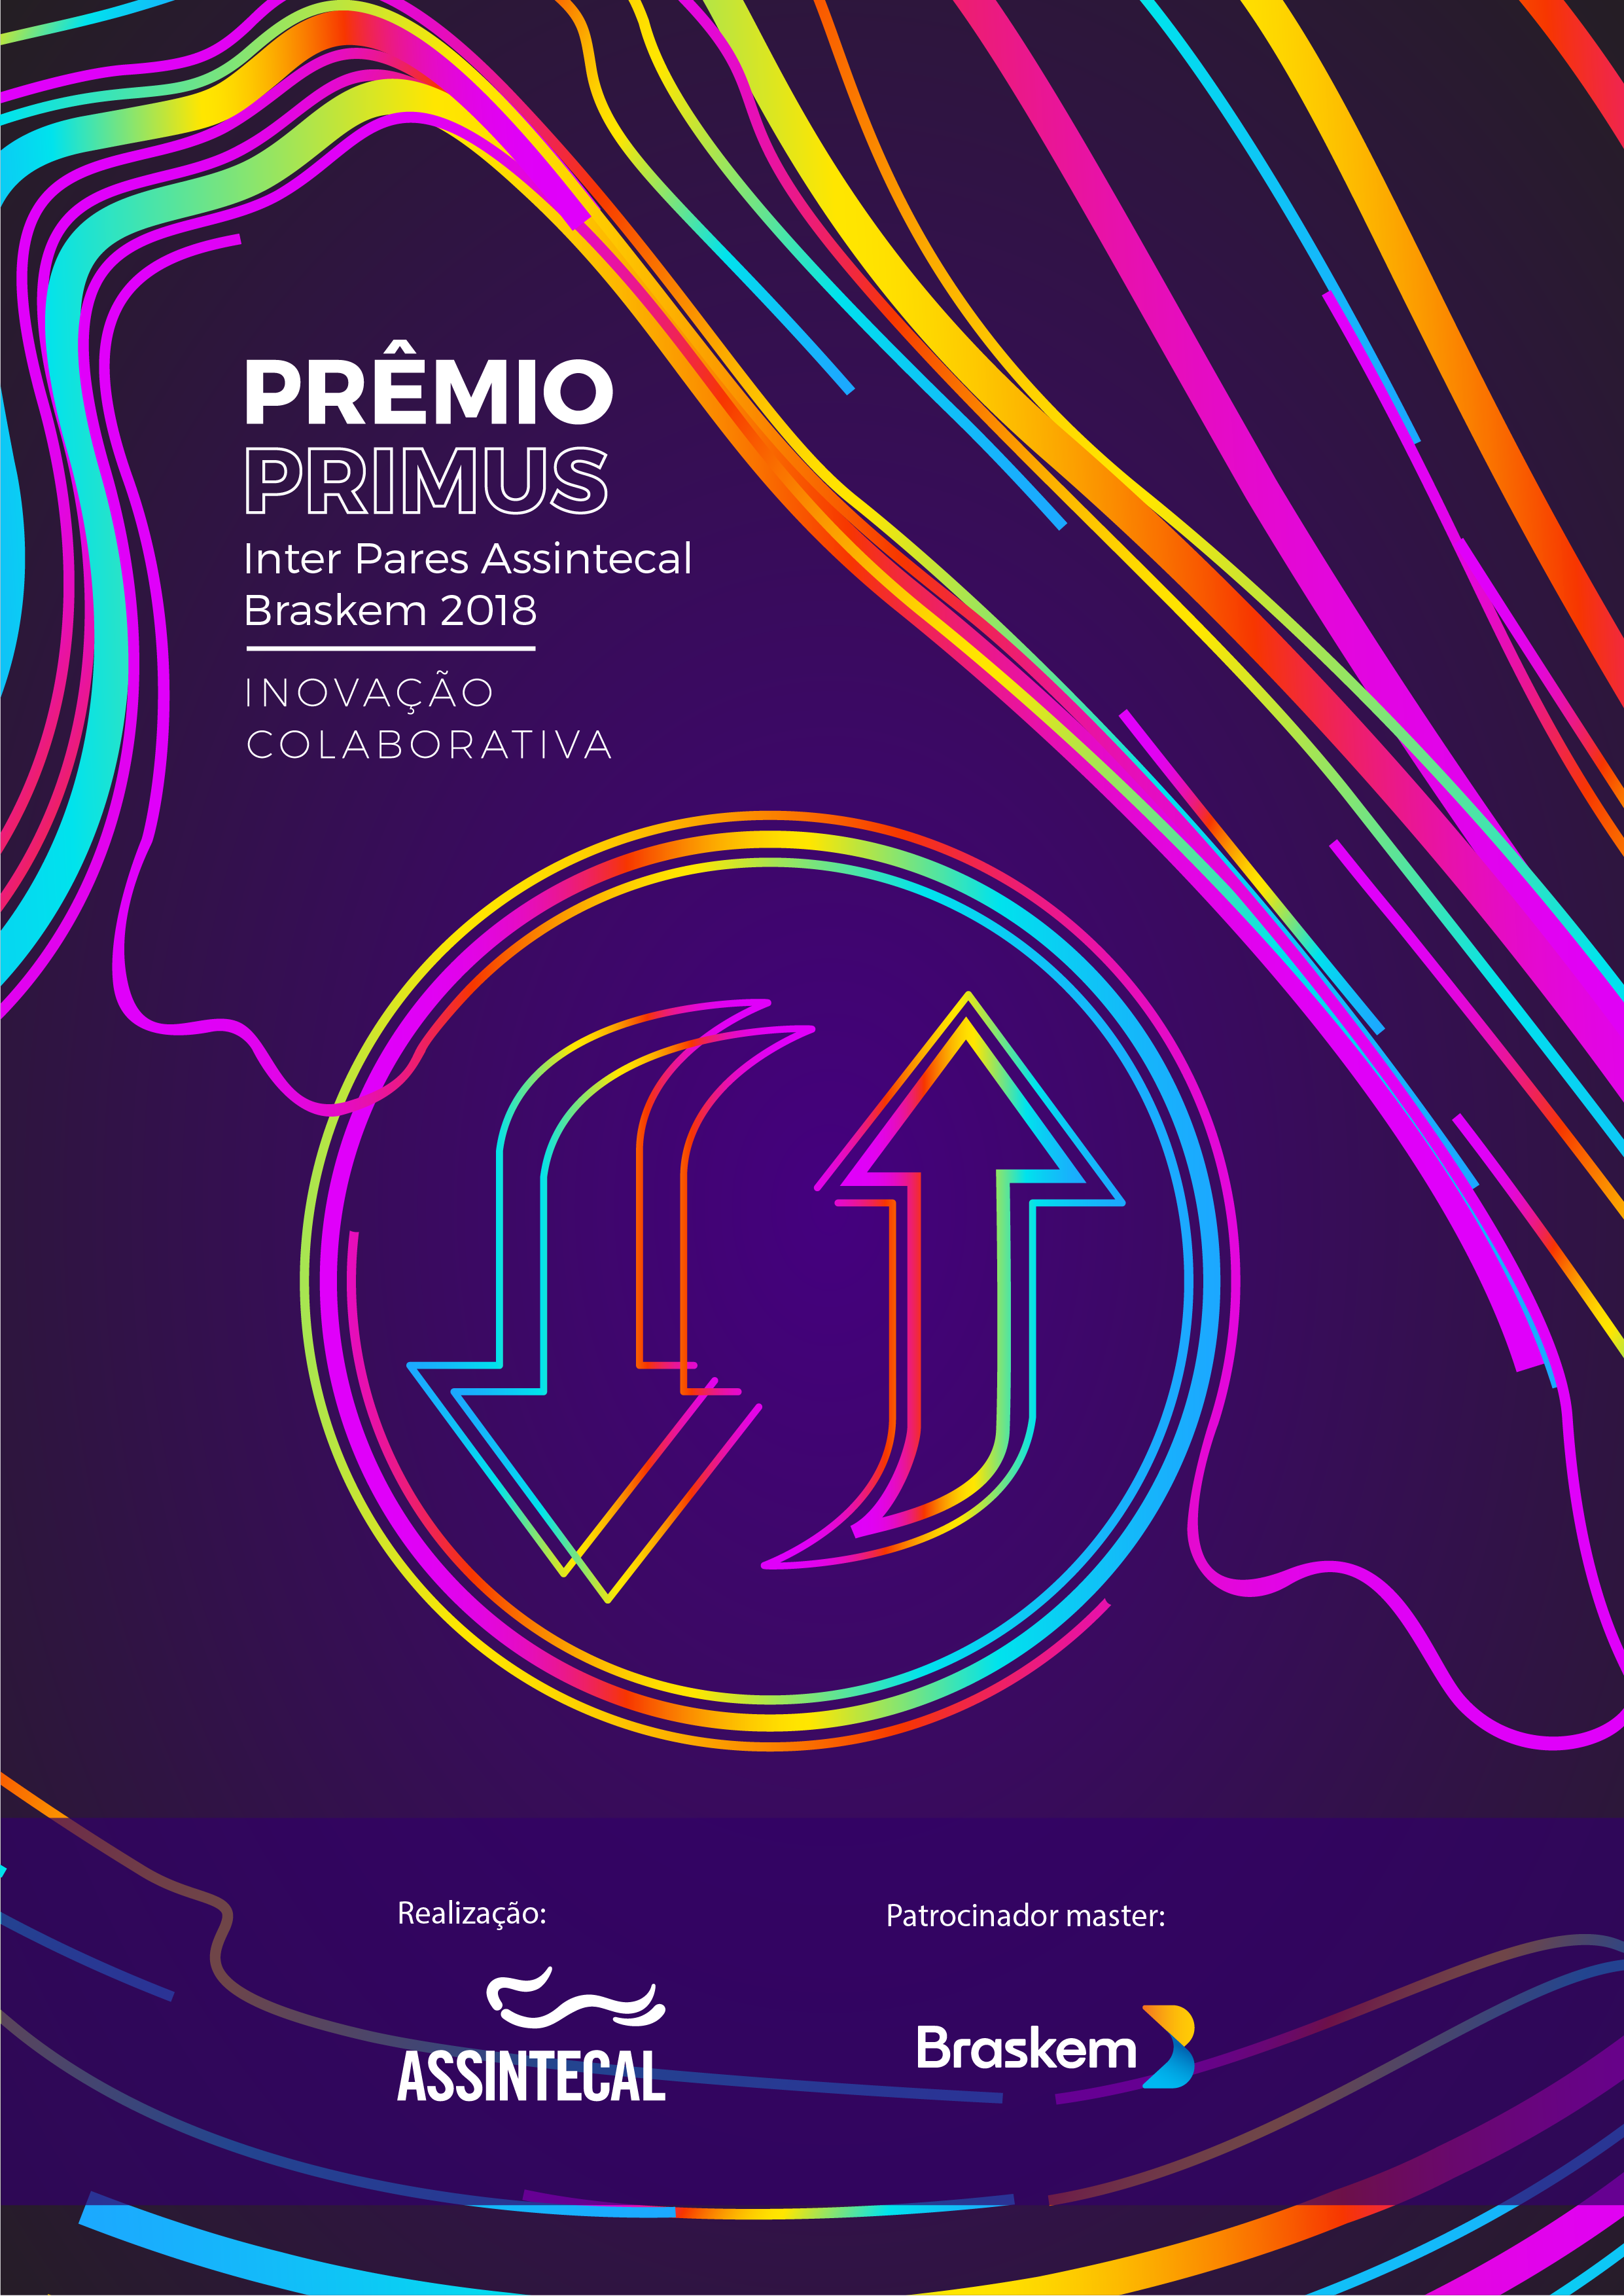 PRÊMIO
PRIMUS
Inter Pares Assintecal
Braskem 2018
INOVAÇÃO
COLABORATIVA
Realização:
Patrocinador master:
ASSINTECAL
Braskem